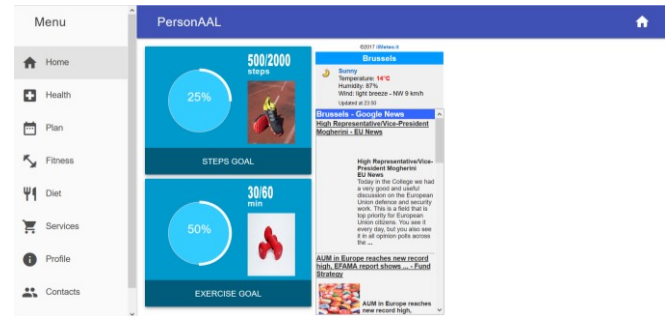 Menu
PersonAAL
Home
Health
Plan
Fitness
Diet
Services
Profile
Contacts
500/2000
steps
25%
STEPS GOAL
30/60
min
50%
EXERCISE GOAL
©2017 ilMeteo.it
Brussels
Sunny
Temperature: 14°C
Humidity: 87%
Wind: light breeze - NW 9 km/h
Updated at 23:50
Brussels - Google News
High Representative/Vice-President
Mogherini - EU News
High Representative/Vice-
President Mogherini
EU News
Today in the College we had
a very good and useful
discussion on the European
Union defence and security
work. This is a field that is
top priority for European
Union citizens. You see it
every day, but you also see
it in all opinion polls across
the ...
AUM in Europe reaches new record
high, EFAMA report shows ... - Fund
Strategy
AUM in Europe reaches
new record high,